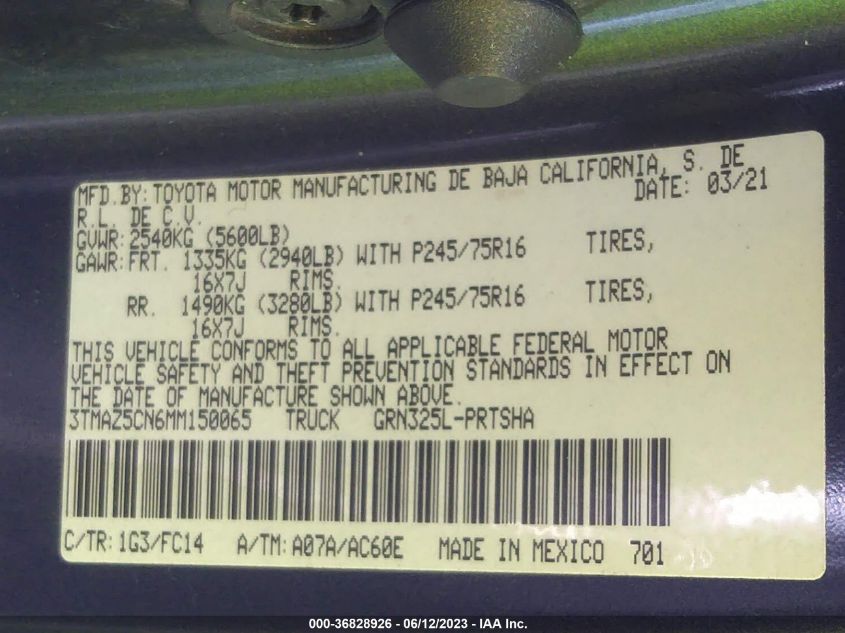 MFD.BY:TOYOTA MOTOR MANUFACTURING DE BAJA CALIFORNIA, S. DE
R.L. DE C.V. DATE: 03/21
GVWR:2540KG (5600LB)
GAWR:FRT. 1335KG (2940LB) WITH P245/75R16 TIRES,
16X7J RIMS.
RR. 1490KG (3280LB) WITH P245/75R16 TIRES,
16X7J RIMS.
THIS VEHICLE CONFORMS TO ALL APPLICABLE FEDERAL MOTOR
VEHICLE SAFETY AND THEFT PREVENTION STANDARDS IN EFFECT ON
THE DATE OF MANUFACTURE SHOWN ABOVE.
3TMAZ5CN6MM150065 TRUCK GRN325L-PRTSHA
C/TR:1G3/FC14 A/TM:A07A/AC60E MADE IN MEXICO 701
000-36828926 - 06/12/2023 - IAA Inc.